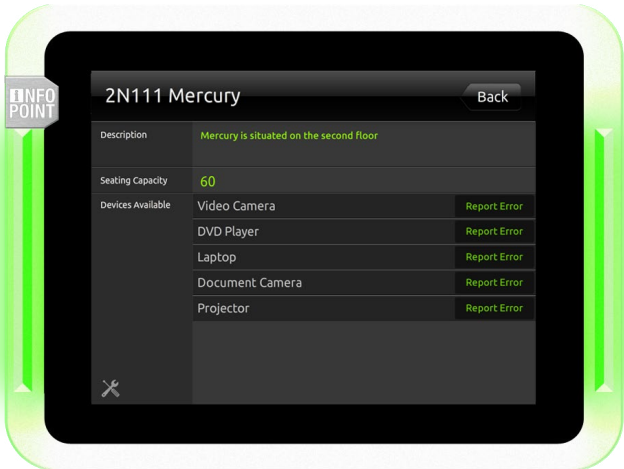 INFO
POINT
2N111 Mercury
Back
Description
Mercury is situated on the second floor
Seating Capacity
60
Devices Available
Video Camera
Report Error
DVD Player
Report Error
Laptop
Report Error
Document Camera
Report Error
Projector
Report Error